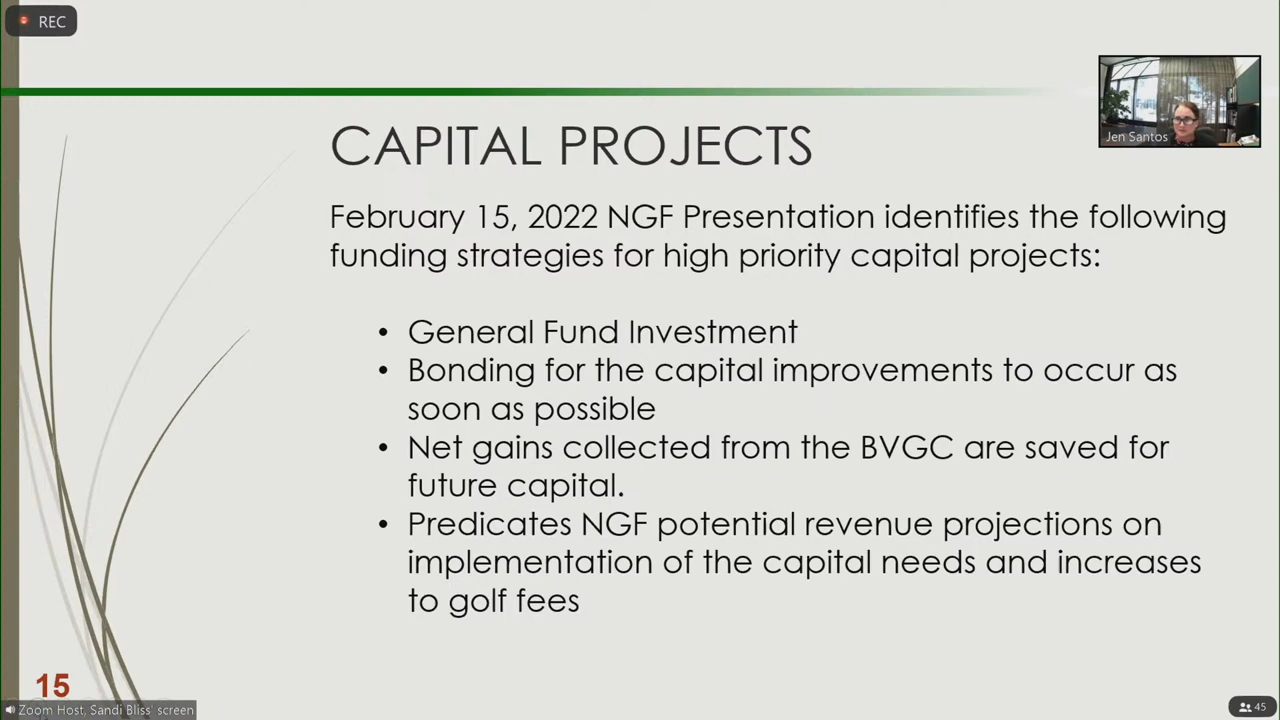 REC
Jen Santos
CAPITAL PROJECTS
February 15, 2022 NGF Presentation identifies the following
funding strategies for high priority capital projects:
• General Fund Investment
• Bonding for the capital improvements to occur as
soon as possible
• Net gains collected from the BVGC are saved for
future capital.
• Predicates NGF potential revenue projections on
implementation of the capital needs and increases
to golf fees
15
Zoom Host, Sandi Bliss' screen
45